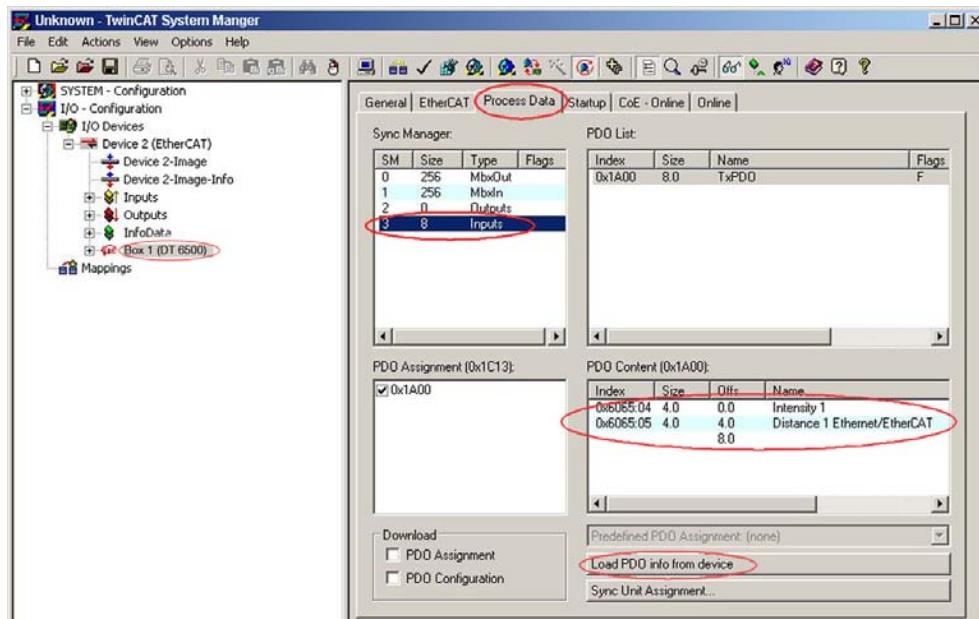 Unknown - TwinCAT System Manger
File Edit Actions View Options Help
SYSTEM - Configuration
I/O - Configuration
I/O Devices
Device 2 (EtherCAT)
Device 2-Image
Device 2-Image-Info
Inputs
Outputs
InfoData
Box 1 (DT 6500)
Mappings
General EtherCAT Process Data Startup CoE - Online Online
Sync Manager:
SM Size Type Flags
0 256 MbxOut
1 256 MbxIn
2 0 Outputs
3 8 Inputs
PDO List:
Index Size Name Flags
0x1A00 8.0 TxPDO F
PDO Assignment (0x1C13):
0x1A00
PDO Content (0x1A00):
Index Size Offs Name
0x6065:04 4.0 0.0 Intensity 1
0x6065:05 4.0 4.0 Distance 1 Ethernet/EtherCAT
8.0
Download
PDO Assignment
PDO Configuration
Predefined PDO Assignment: (none)
Load PDO info from device
Sync Unit Assignment...